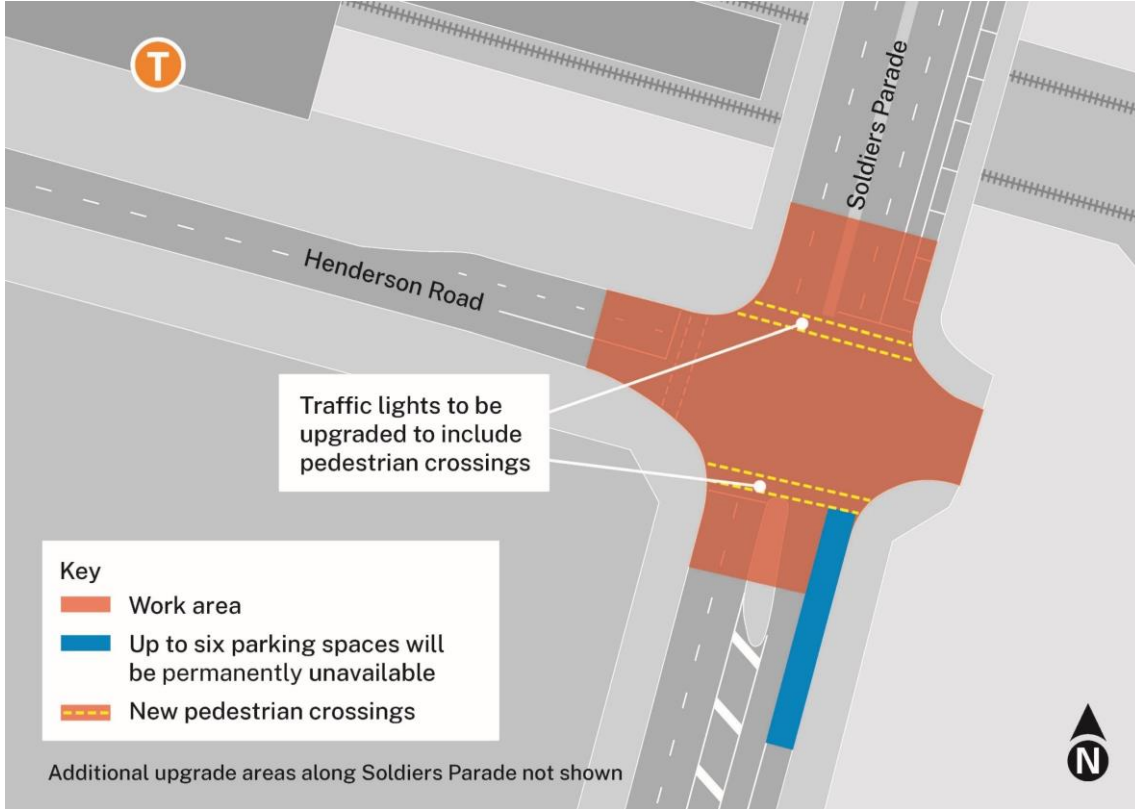 T
Soldiers Parade
Henderson Road
Traffic lights to be
upgraded to include
pedestrian crossings
Key
Work area
Up to six parking spaces will
be permanently unavailable
New pedestrian crossings
Additional upgrade areas along Soldiers Parade not shown
N